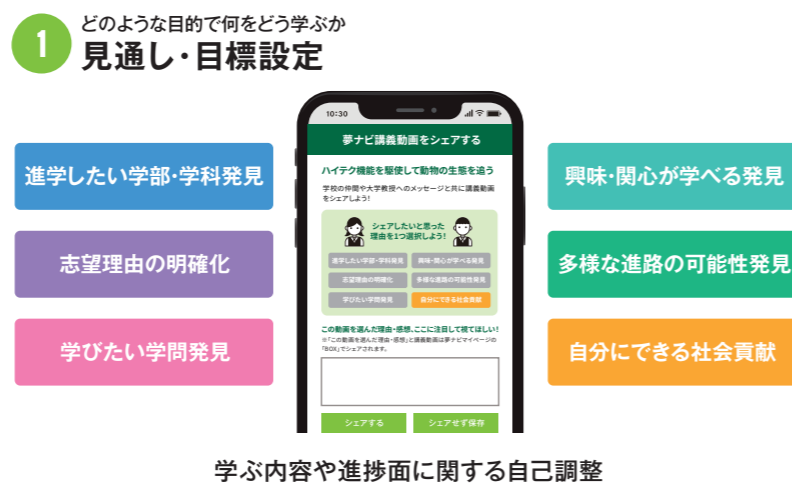 1
どのような目的で何をどう学ぶか
見通し・目標設定
進学したい学部・学科発見
志望理由の明確化
学びたい学問発見
10:30
夢ナビ講義動画をシェアする
ハイテク機能を駆使して動物の生態を追う
学校の仲間や大学教授へのメッセージと共に講義動画
をシェアしよう!
シェアしたいと思った
理由を1つ選択しよう!
進学したい学部・学科発見
興味・関心が学べる発見
志望理由の明確化
多様な進路の可能性発見
学びたい学問発見
自分にできる社会貢献
この動画を選んだ理由・感想、ここに注目して視てほしい!
※「この動画を選んだ理由・感想」と講義動画は夢ナビマイページの
「BOX」でシェアされます。
シェアする
シェアせず保存
興味・関心が学べる発見
多様な進路の可能性発見
自分にできる社会貢献
学ぶ内容や進捗面に関する自己調整